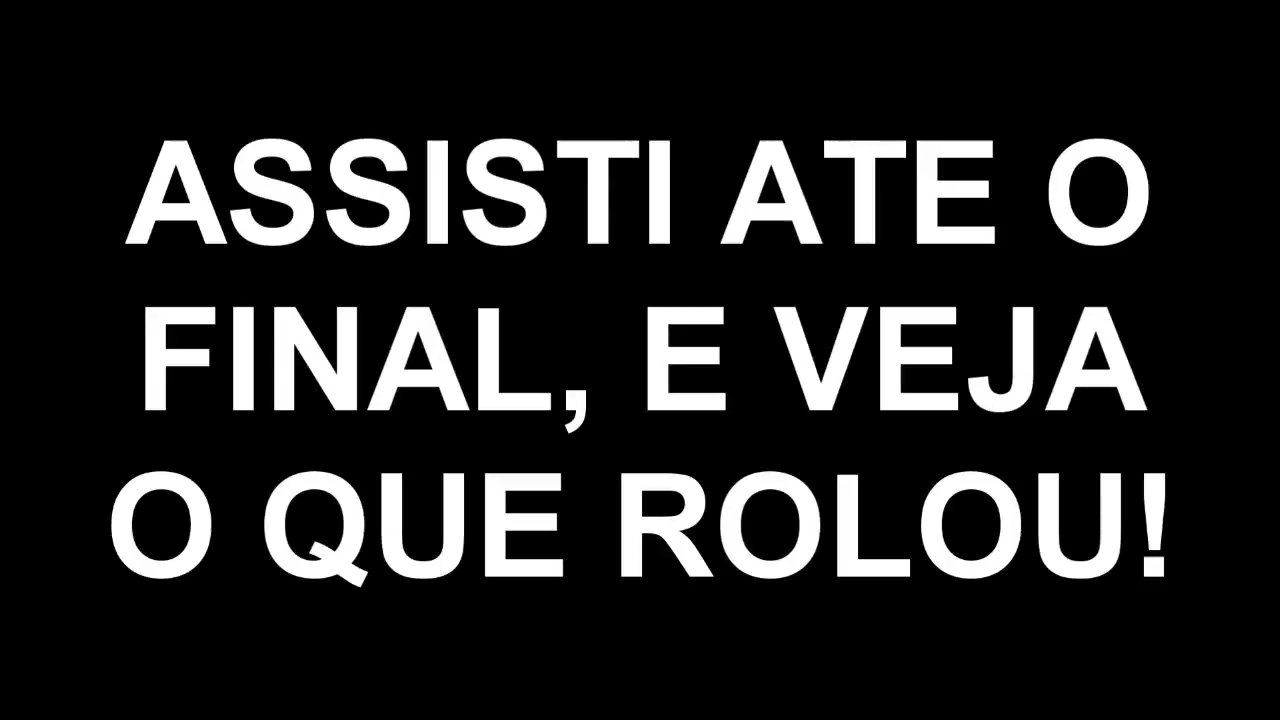 ASSISTI ATE O
FINAL, E VEJA
O QUE ROLOU!